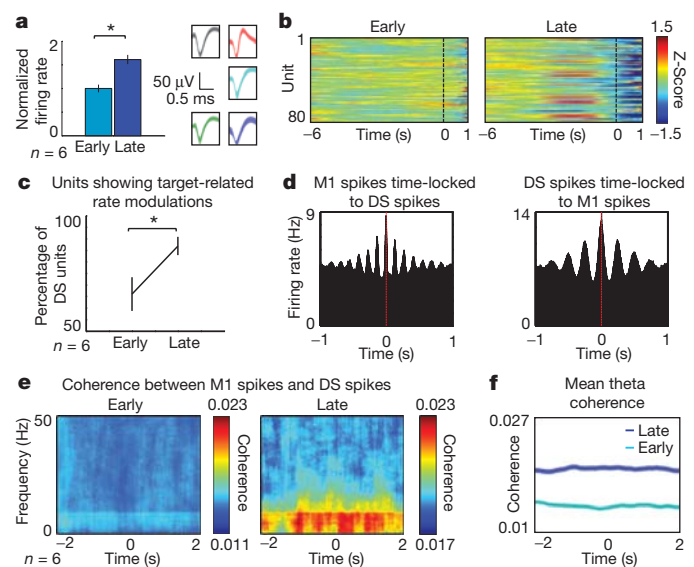 a
Normalized
firing rate
2
1
0
*
Early Late
n = 6
50 μV
0.5 ms
b
Early
Late
Unit
1
80
−6
0
1
Time (s)
−6
0
1
Time (s)
1.5
Z-Score
−1.5
c
Units showing target-related
rate modulations
Percentage of
DS units
100
50
*
Early
Late
n = 6
d
M1 spikes time-locked
to DS spikes
Firing rate (Hz)
9
0
−1
0
1
Time (s)
DS spikes time-locked
to M1 spikes
14
0
−1
0
1
Time (s)
e
Coherence between M1 spikes and DS spikes
Early
Frequency (Hz)
50
0
−2
2
Time (s)
n = 6
0.023
Coherence
0.011
Late
−2
2
Time (s)
0.023
Coherence
0.017
f
Mean theta
coherence
Coherence
0.027
0.01
Late
Early
−2
2
Time (s)